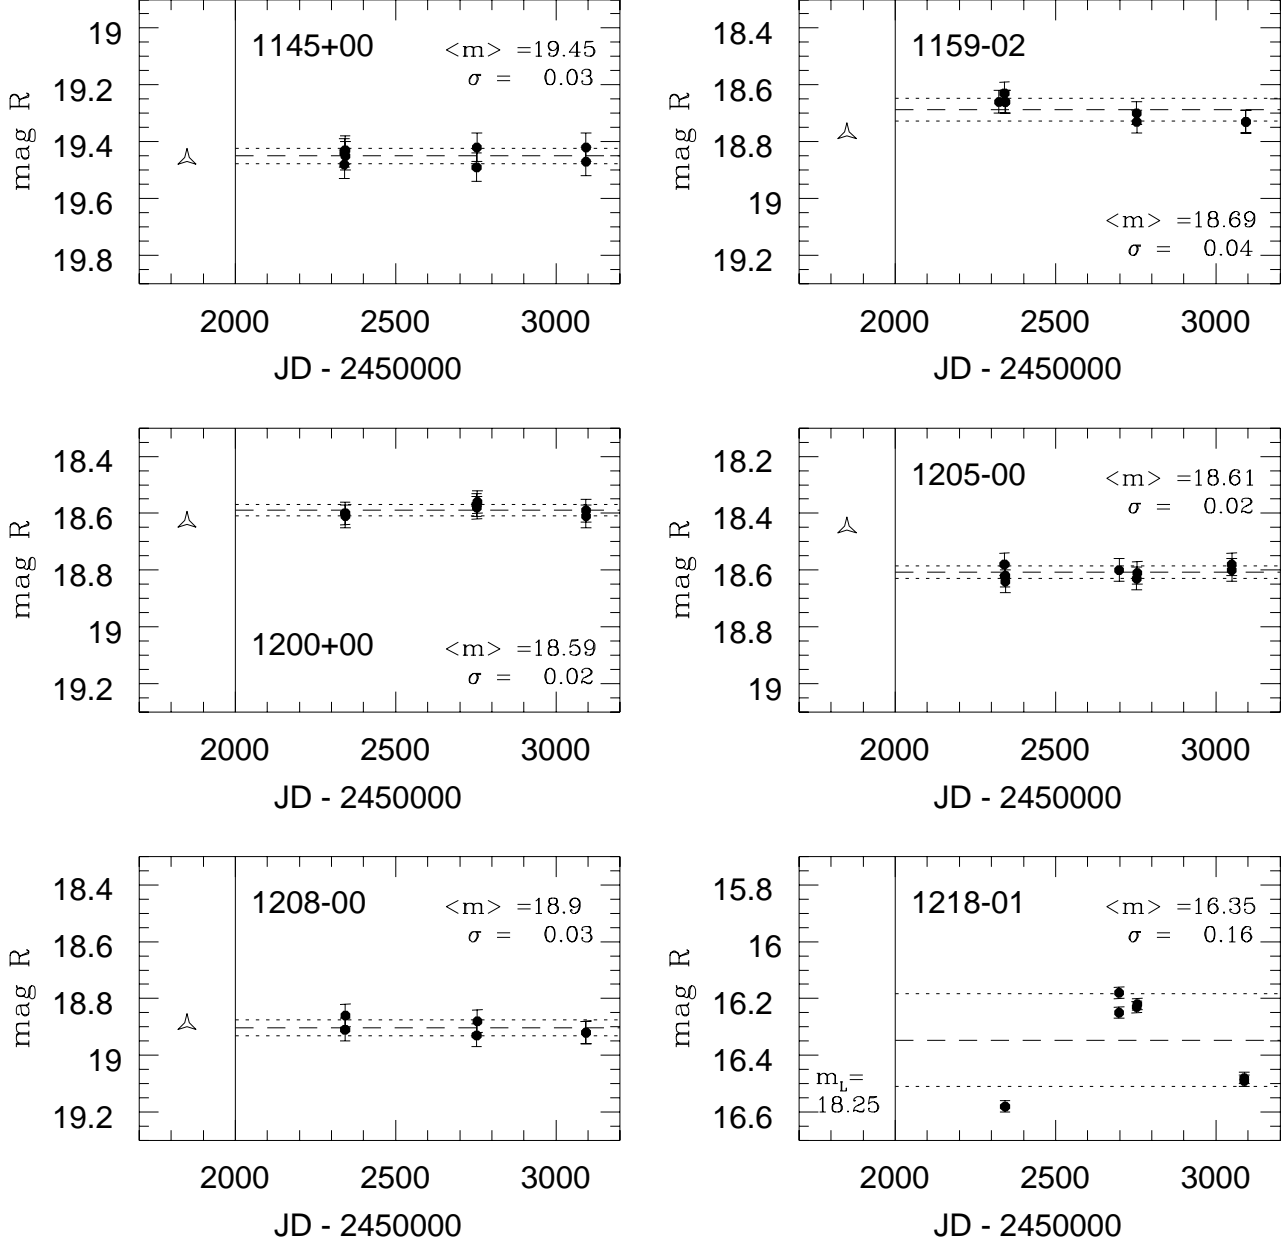 1145+00
<m> =19.45
σ = 0.03
mag R
19
19.2
19.4
19.6
19.8
2000 2500 3000
JD - 2450000
1159-02
<m> =18.69
σ = 0.04
mag R
18.4
18.6
18.8
19
19.2
2000 2500 3000
JD - 2450000
1200+00
<m> =18.59
σ = 0.02
mag R
18.4
18.6
18.8
19
19.2
2000 2500 3000
JD - 2450000
1205-00
<m> =18.61
σ = 0.02
mag R
18.2
18.4
18.6
18.8
19
2000 2500 3000
JD - 2450000
1208-00
<m> =18.9
σ = 0.03
mag R
18.4
18.6
18.8
19
19.2
2000 2500 3000
JD - 2450000
1218-01
<m> =16.35
σ = 0.16
mag R
15.8
16
16.2
16.4
16.6
m_L=
18.25
2000 2500 3000
JD - 2450000